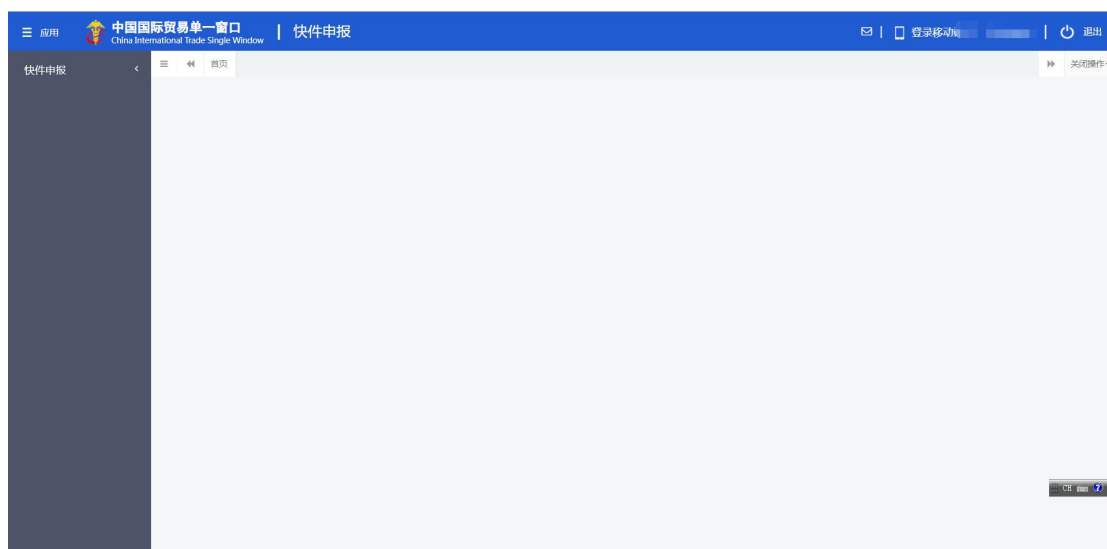 应用
中国国际贸易单一窗口
China International Trade Single Window
快件申报
登录移动
退出
快件申报
首页
关闭操作
CH